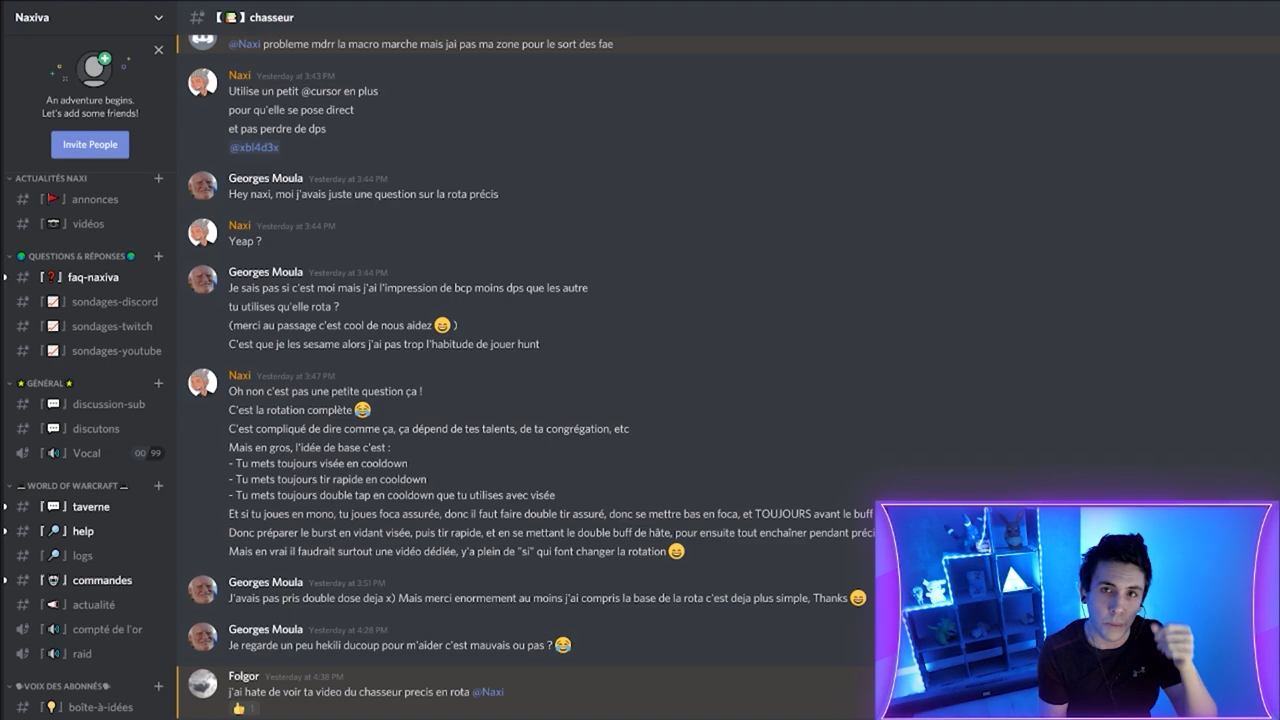 Naxiva
An adventure begins.
Let's add some friends!
Invite People
ACTUALITÉS NAXI
annonces
vidéos
QUESTIONS & RÉPONSES
faq-naxiva
sondages-discord
sondages-twitch
sondages-youtube
GÉNÉRAL
discussion-sub
discutons
Vocal
00 99
WORLD OF WARCRAFT
taverne
help
logs
commandes
actualité
compté de l'or
raid
VOIX DES ABONNÉS
boîte-à-idées
chasseur
@Naxi probleme mdrr la macro marche mais jai pas ma zone pour le sort des fae
Naxi Yesterday at 3:43 PM
Utilise un petit @cursor en plus
pour qu'elle se pose direct
et pas perdre de dps
@xbl4d3x
Georges Moula Yesterday at 3:44 PM
Hey naxi, moi j'avais juste une question sur la rota précis
Naxi Yesterday at 3:44 PM
Yeap ?
Georges Moula Yesterday at 3:44 PM
Je sais pas si c'est moi mais j'ai l'impression de bcp moins dps que les autre
tu utilises qu'elle rota ?
(merci au passage c'est cool de nous aidez 😄 )
C'est que je les sesame alors j'ai pas trop l'habitude de jouer hunt
Naxi Yesterday at 3:47 PM
Oh non c'est pas une petite question ça !
C'est la rotation complète 😂
C'est compliqué de dire comme ça, ça dépend de tes talents, de ta congrégation, etc
Mais en gros, l'idée de base c'est :
- Tu mets toujours visée en cooldown
- Tu mets toujours tir rapide en cooldown
- Tu mets toujours double tap en cooldown que tu utilises avec visée
Et si tu joues en mono, tu joues foca assurée, donc il faut faire double tir assuré, donc se mettre bas en foca, et TOUJOURS avant le buff
Donc préparer le burst en vidant visée, puis tir rapide, et en se mettant le double buff de hâte, pour ensuite tout enchaîner pendant préci
Mais en vrai il faudrait surtout une vidéo dédiée, y'a plein de "si" qui font changer la rotation 😄
Georges Moula Yesterday at 3:51 PM
J'avais pas pris double dose deja x) Mais merci enormement au moins j'ai compris la base de la rota c'est deja plus simple, Thanks 😄
Georges Moula Yesterday at 4:28 PM
Je regarde un peu hekili ducoup pour m'aider c'est mauvais ou pas ? 😂
Folgor Yesterday at 4:38 PM
j'ai hate de voir ta video du chasseur precis en rota @Naxi
👍 1